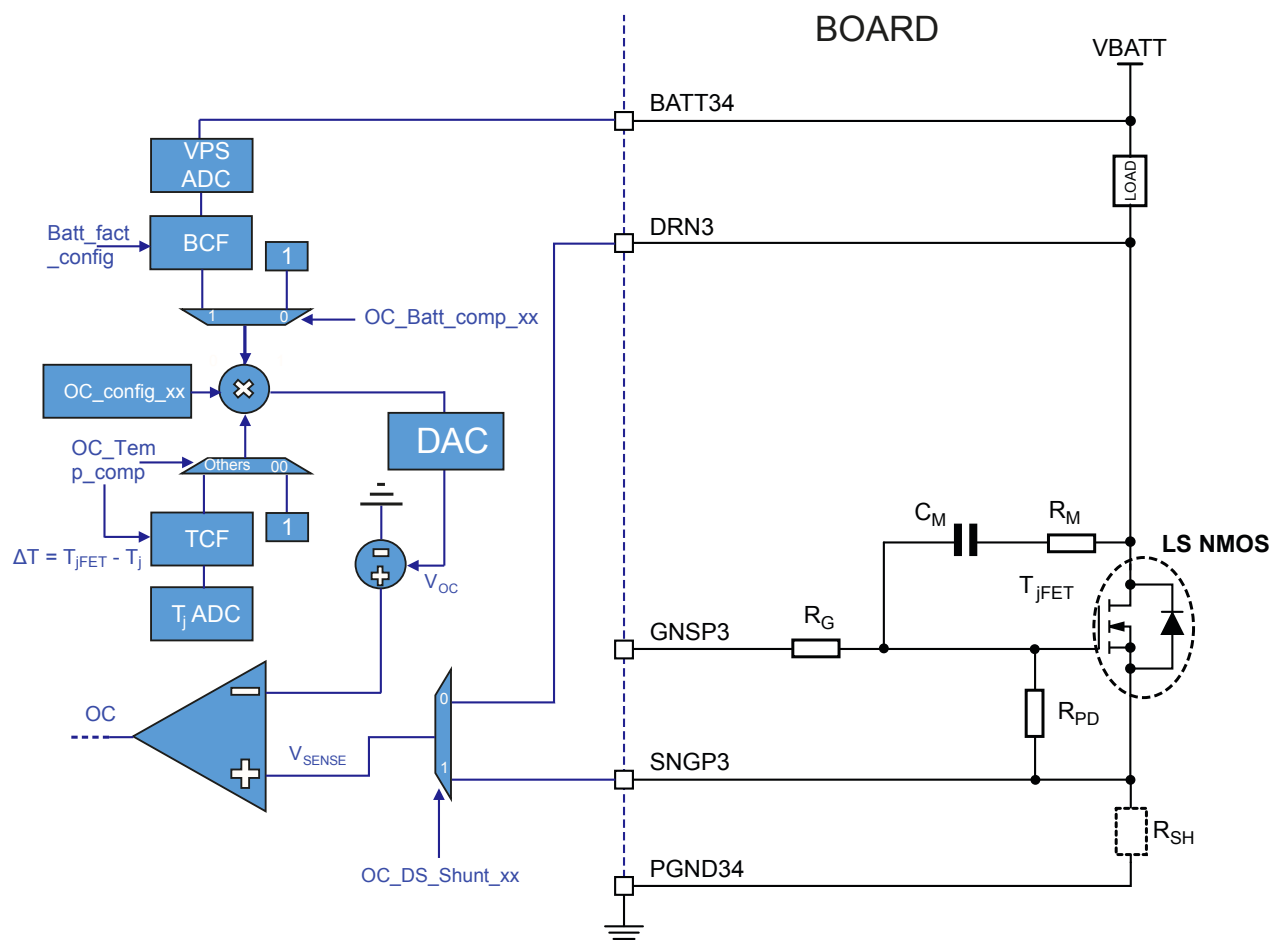 BOARD
VBATT
BATT34
VPS
ADC
LOAD
Batt_fact
_config
BCF
1
DRN3
1 0
OC_Batt_comp_xx
OC_config_xx
DAC
OC_Tem
p_comp
Others 00
TCF
1
ΔT = TjFET - Tj
VOC
Tj ADC
CM
RM
LS NMOS
TjFET
GNSP3
RG
RPD
OC
VSENSE
0
1
SNGP3
RSH
OC_DS_Shunt_xx
PGND34